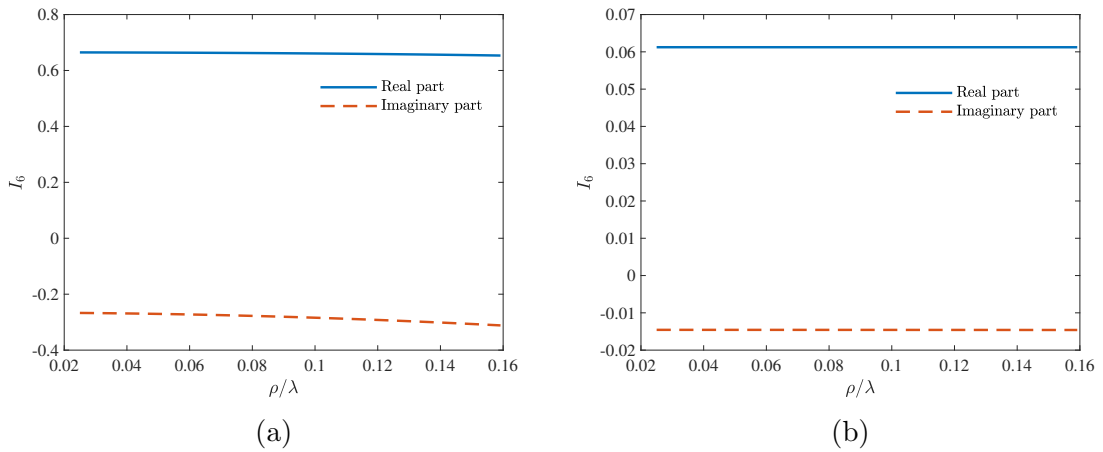 0.8
0.6
0.4
0.2
0
-0.2
-0.4
I₆
Real part
Imaginary part
0.02 0.04 0.06 0.08 0.1 0.12 0.14 0.16
ρ/λ
(a)
0.07
0.06
0.05
0.04
0.03
0.02
0.01
0
-0.01
-0.02
I₆
Real part
Imaginary part
0.02 0.04 0.06 0.08 0.1 0.12 0.14 0.16
ρ/λ
(b)